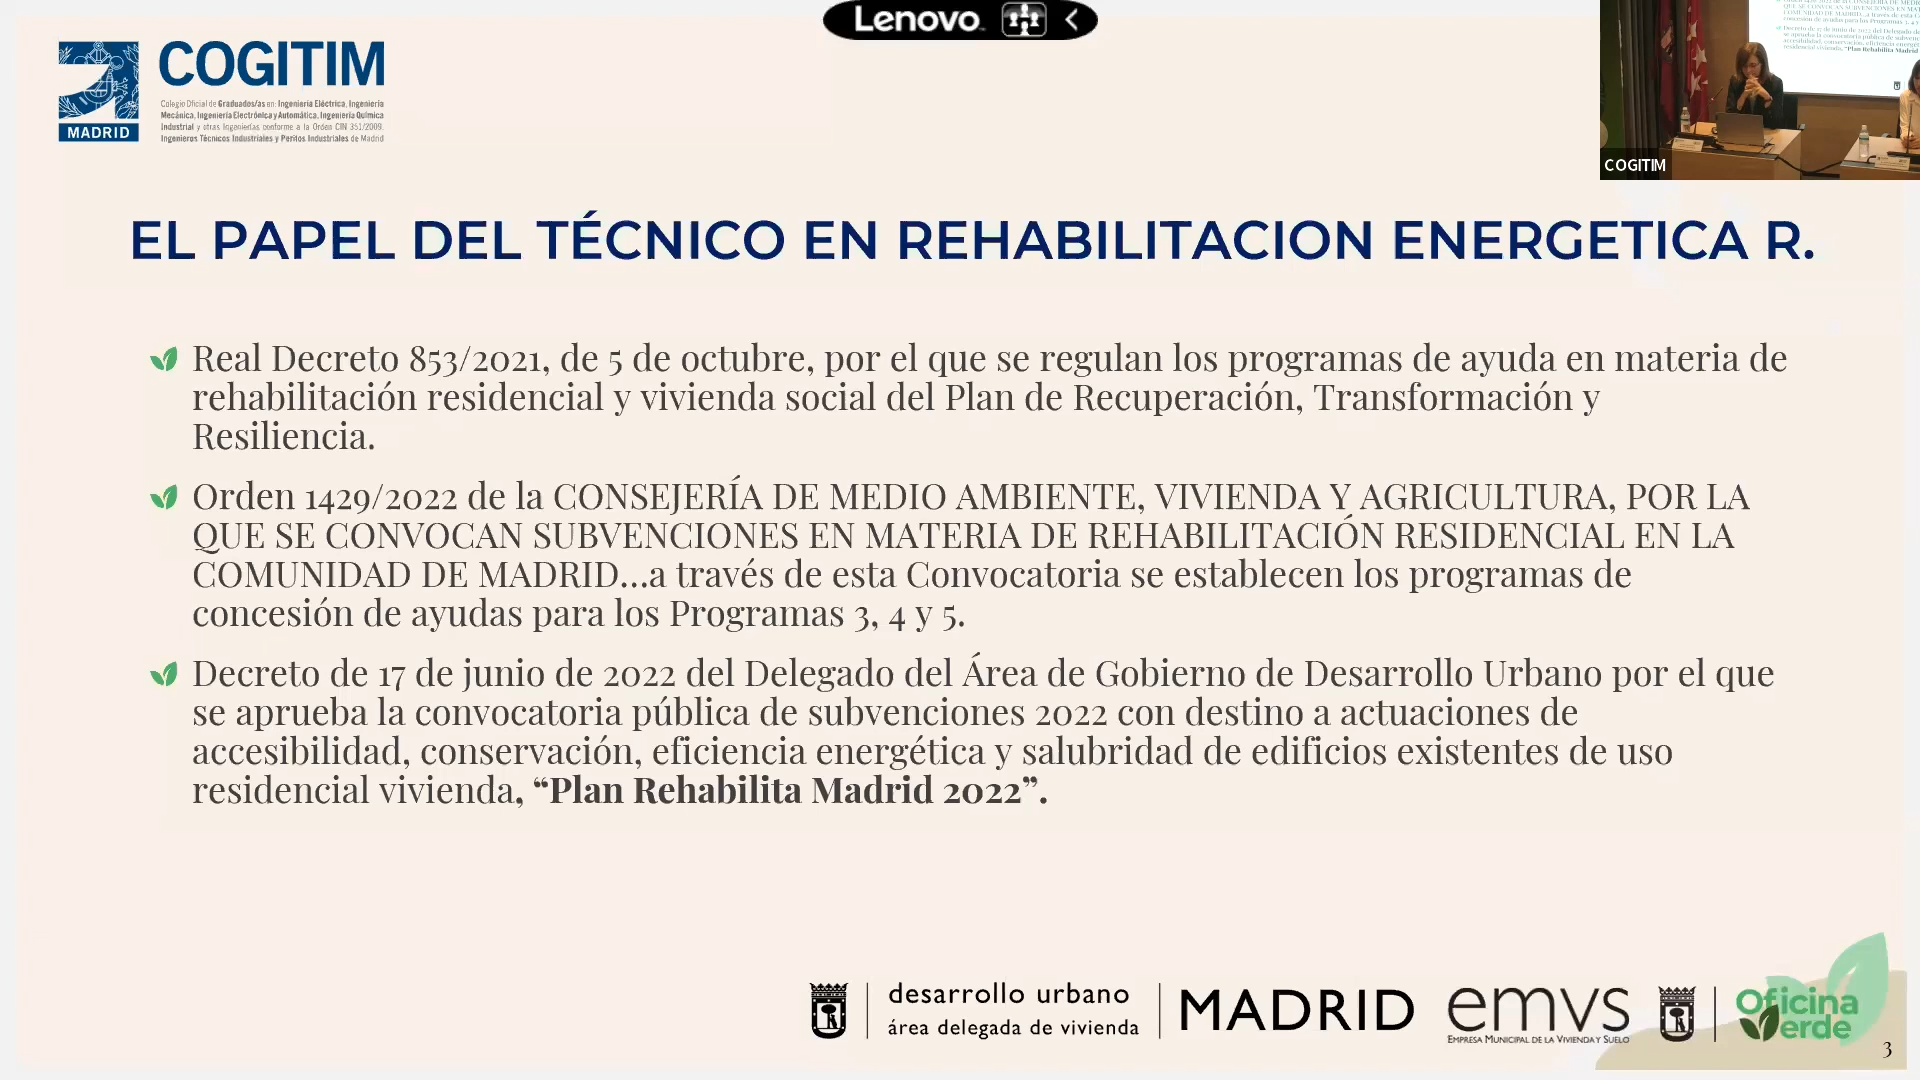 Lenovo
COGITIM
MADRID
Colegio Oficial de Graduados/as en: Ingeniería Eléctrica, Ingeniería
Mecánica, Ingeniería Electrónica y Automática, Ingeniería Química
Industrial y otras Ingenierías conforme a la Orden CIN 351/2009.
Ingenieros Técnicos Industriales y Peritos Industriales de Madrid
COGITIM
EL PAPEL DEL TÉCNICO EN REHABILITACION ENERGETICA R.
Real Decreto 853/2021, de 5 de octubre, por el que se regulan los programas de ayuda en materia de
rehabilitación residencial y vivienda social del Plan de Recuperación, Transformación y
Resiliencia.
Orden 1429/2022 de la CONSEJERÍA DE MEDIO AMBIENTE, VIVIENDA Y AGRICULTURA, POR LA
QUE SE CONVOCAN SUBVENCIONES EN MATERIA DE REHABILITACIÓN RESIDENCIAL EN LA
COMUNIDAD DE MADRID...a través de esta Convocatoria se establecen los programas de
concesión de ayudas para los Programas 3, 4 y 5.
Decreto de 17 de junio de 2022 del Delegado del Área de Gobierno de Desarrollo Urbano por el que
se aprueba la convocatoria pública de subvenciones 2022 con destino a actuaciones de
accesibilidad, conservación, eficiencia energética y salubridad de edificios existentes de uso
residencial vivienda, “Plan Rehabilita Madrid 2022”.
desarrollo urbano
área delegada de vivienda
MADRID
emvs
EMPRESA MUNICIPAL DE LA VIVIENDA Y SUELO
Oficina
Verde
3